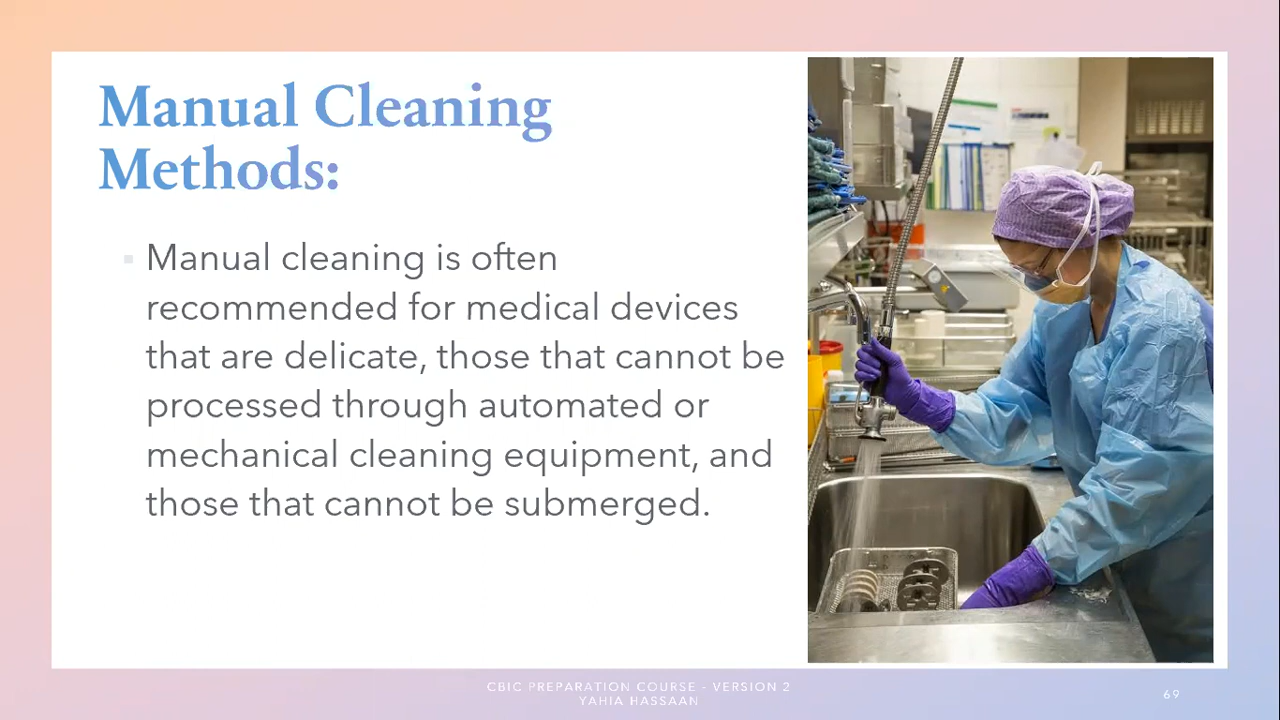 Manual Cleaning
Methods:
Manual cleaning is often
recommended for medical devices
that are delicate, those that cannot be
processed through automated or
mechanical cleaning equipment, and
those that cannot be submerged.
CBIC PREPARATION COURSE - VERSION 2
YAHIA HASSAAN
69